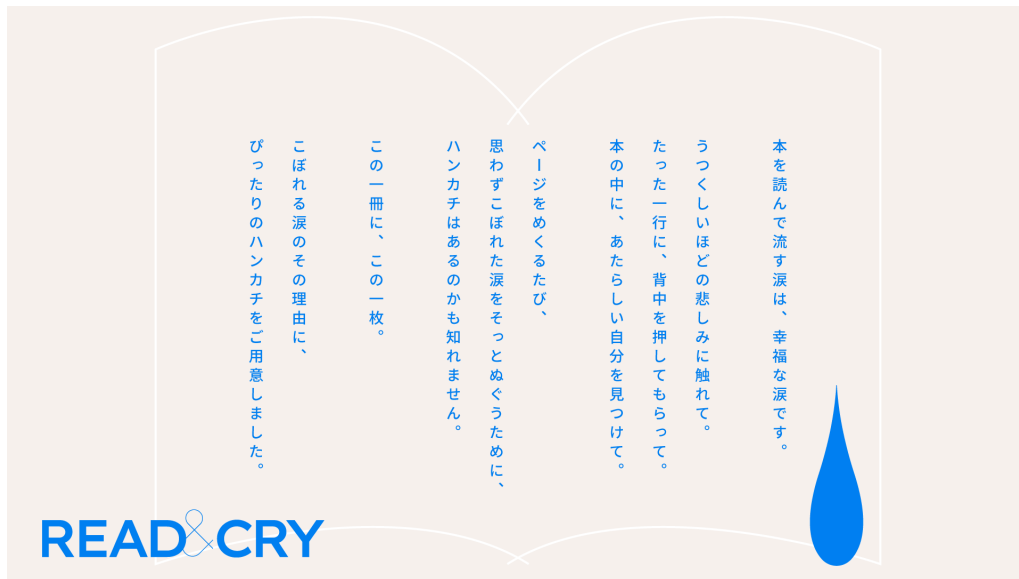 本を読んで流す涙は、幸福な涙です。
うつくしいほどの悲しみに触れて。
たった一行に、背中を押してもらって。
本の中に、あたらしい自分を見つけて。
ページをめくるたび、
思わずこぼれた涙をそっとぬぐうために、
ハンカチはあるのかも知れません。
この一冊に、この一枚。
こぼれる涙のその理由に、
ぴったりのハンカチをご用意しました。
READ&CRY